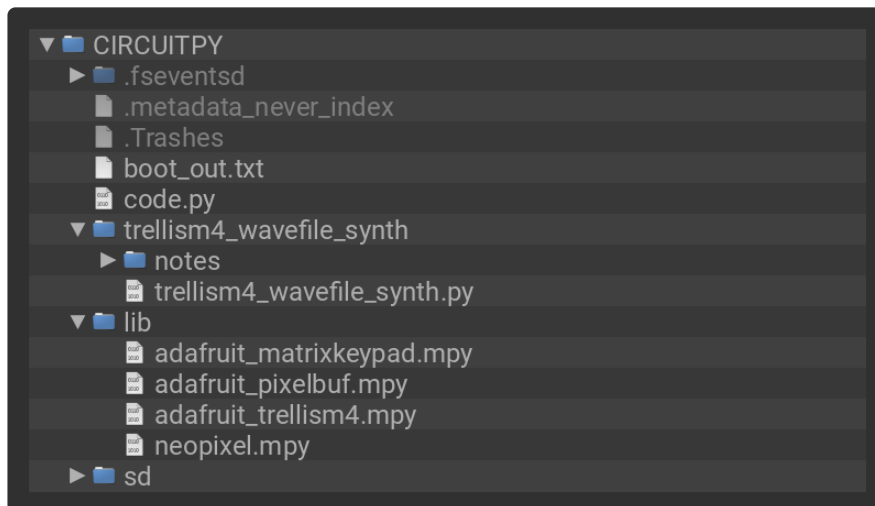 CIRCUITPY
.fseventsd
.metadata_never_index
.Trashes
boot_out.txt
code.py
trellism4_wavefile_synth
notes
trellism4_wavefile_synth.py
lib
adafruit_matrixkeypad.mpy
adafruit_pixelbuf.mpy
adafruit_trellism4.mpy
neopixel.mpy
sd